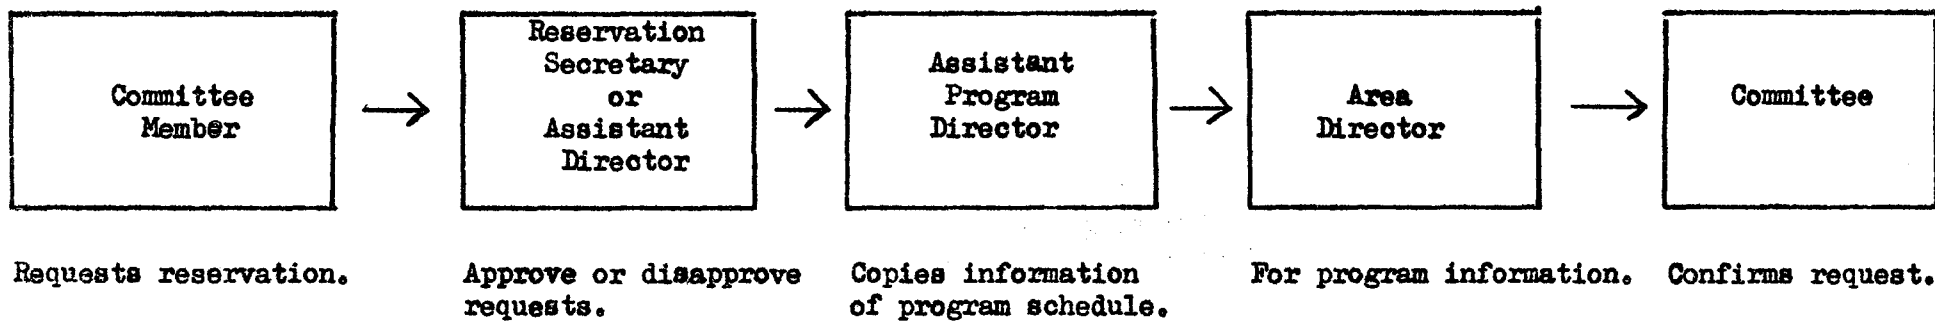 Committee
Member
Reservation
Secretary
or
Assistant
Director
Assistant
Program
Director
Area
Director
Committee
Requests reservation.
Approve or disapprove
requests.
Copies information
of program schedule.
For program information.
Confirms request.